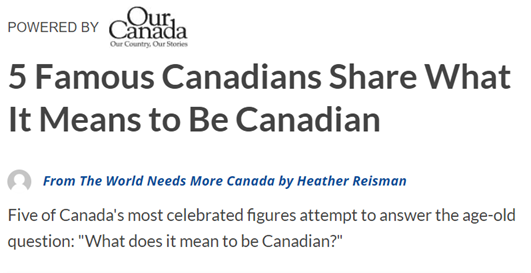 POWERED BY Our Canada
Our Country, Our Stories
5 Famous Canadians Share What
It Means to Be Canadian
From The World Needs More Canada by Heather Reisman
Five of Canada's most celebrated figures attempt to answer the age-old
question: "What does it mean to be Canadian?"